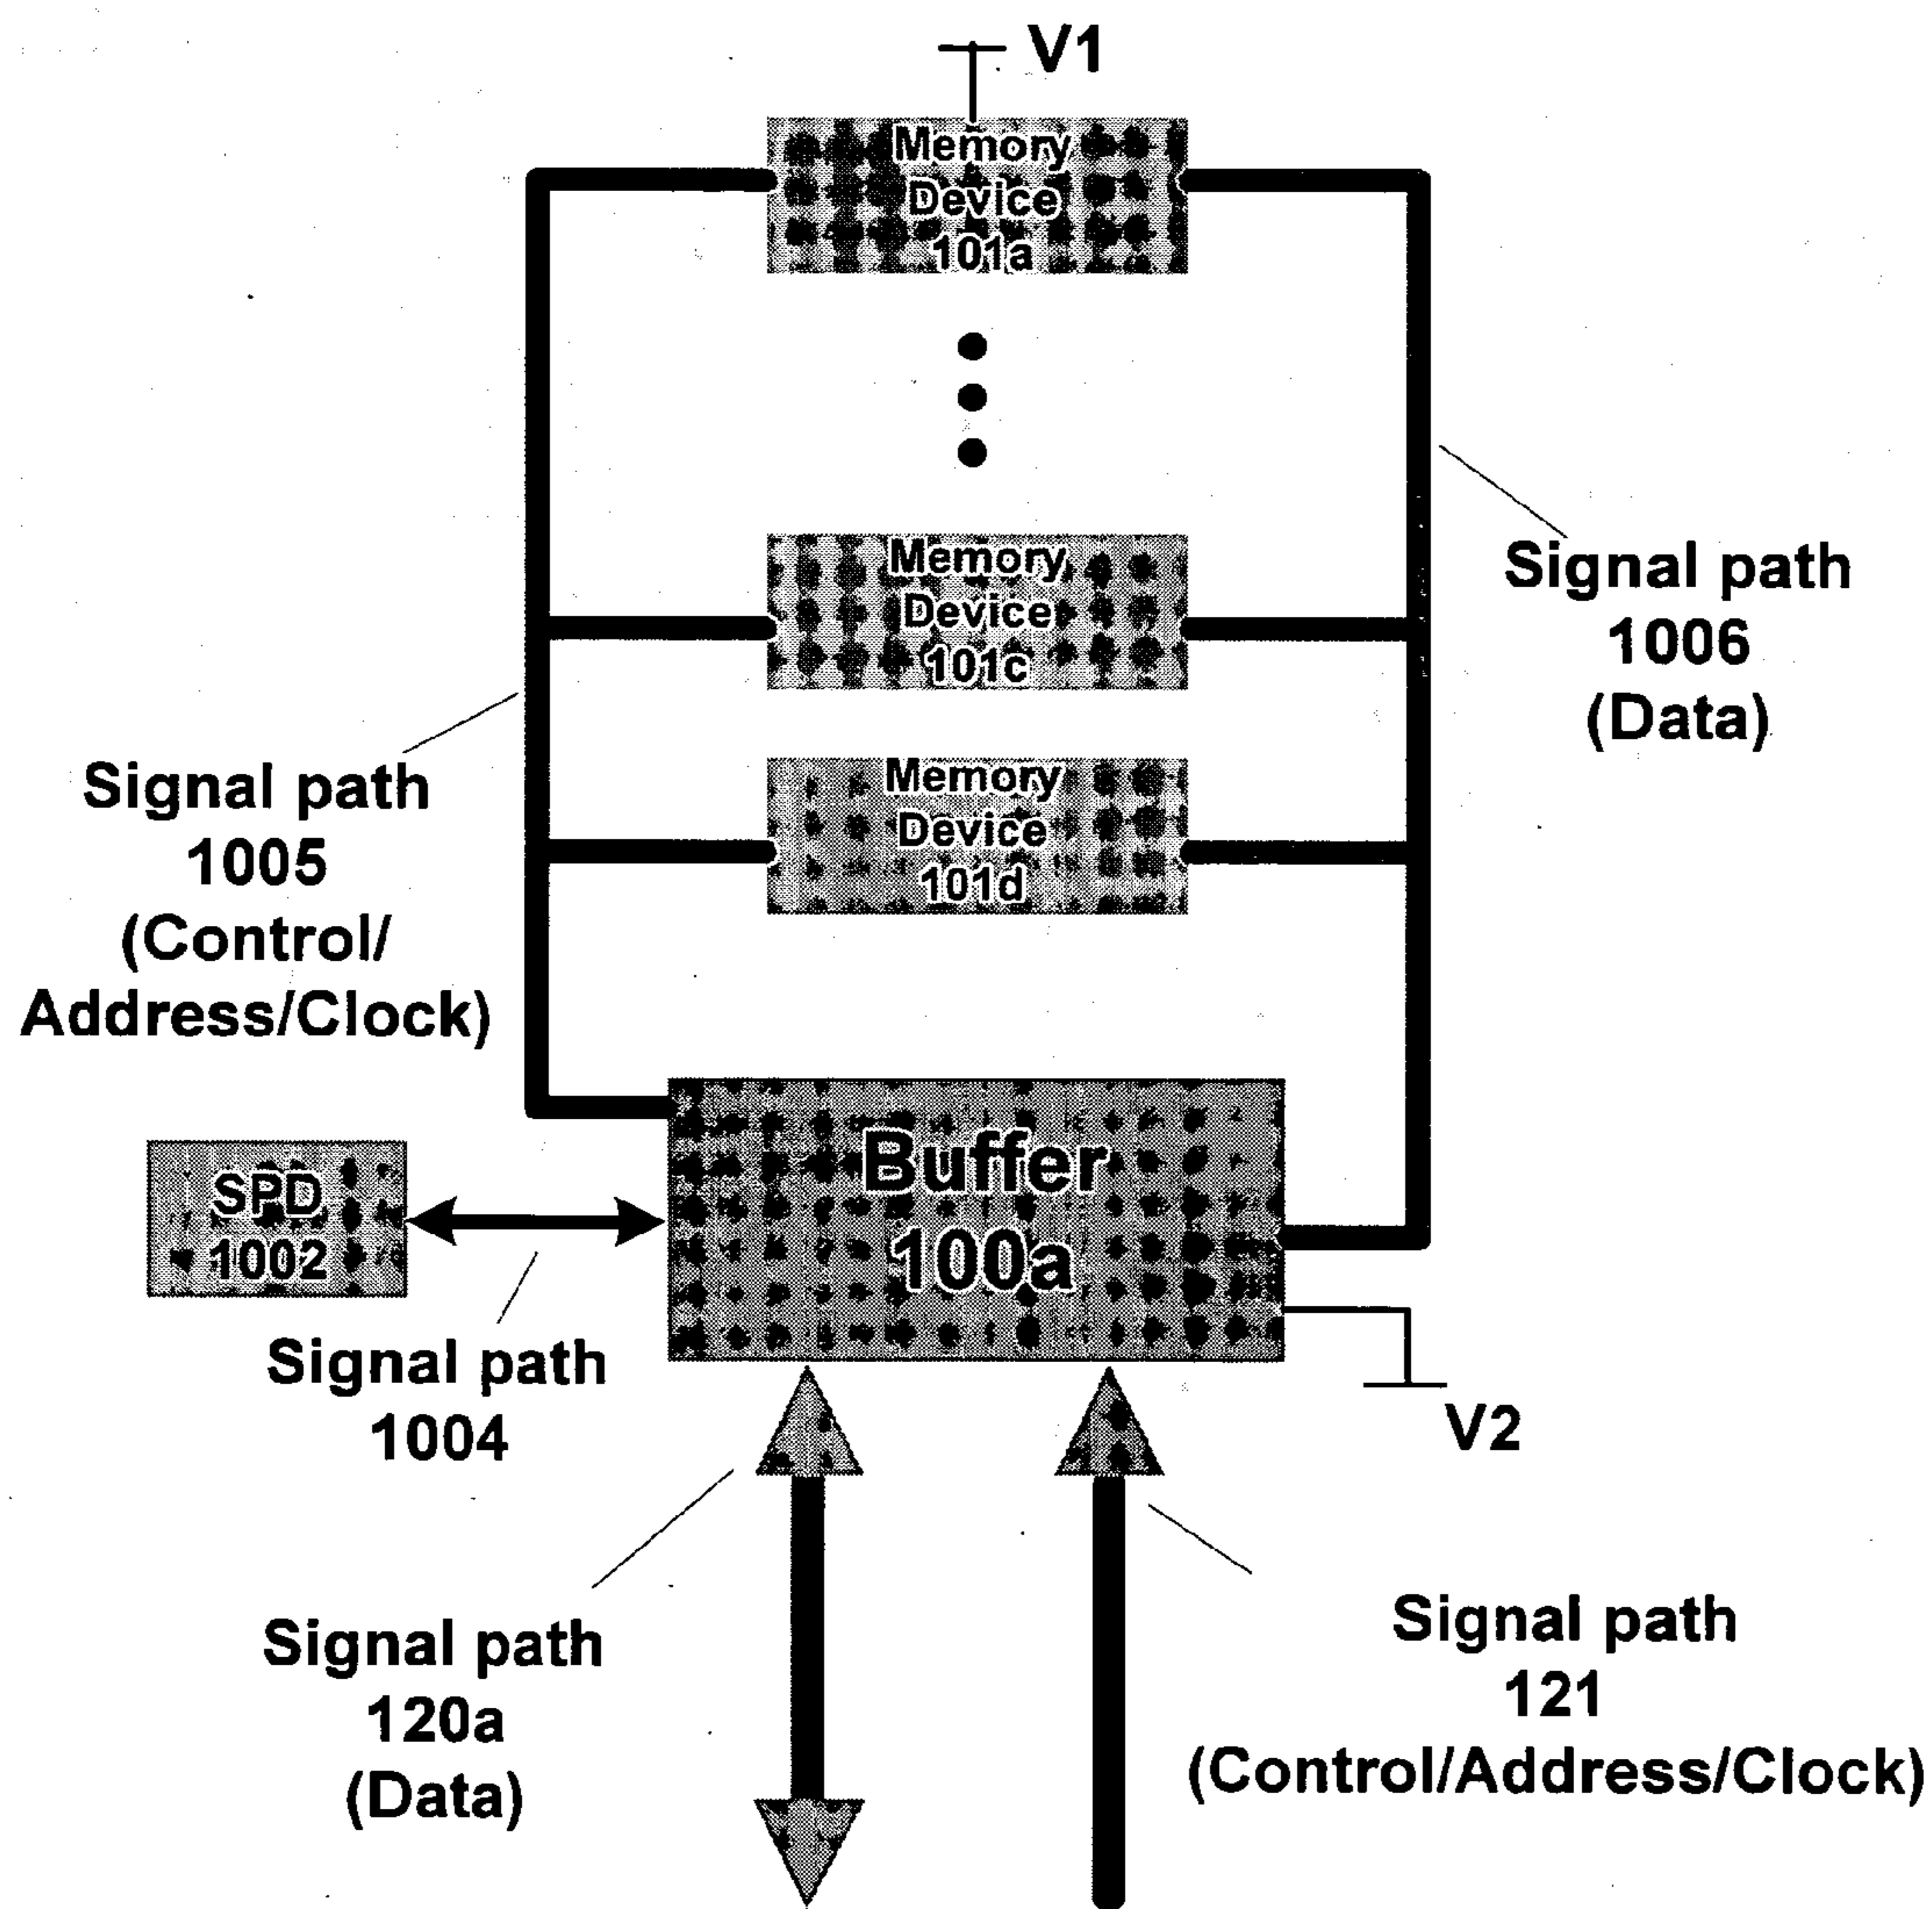 V1
Memory
Device
101a
Memory
Device
101c
Signal path
1006
(Data)
Memory
Device
101d
Signal path
1005
(Control/
Address/Clock)
Buffer
100a
SPD
1002
Signal path
1004
V2
Signal path
120a
(Data)
Signal path
121
(Control/Address/Clock)